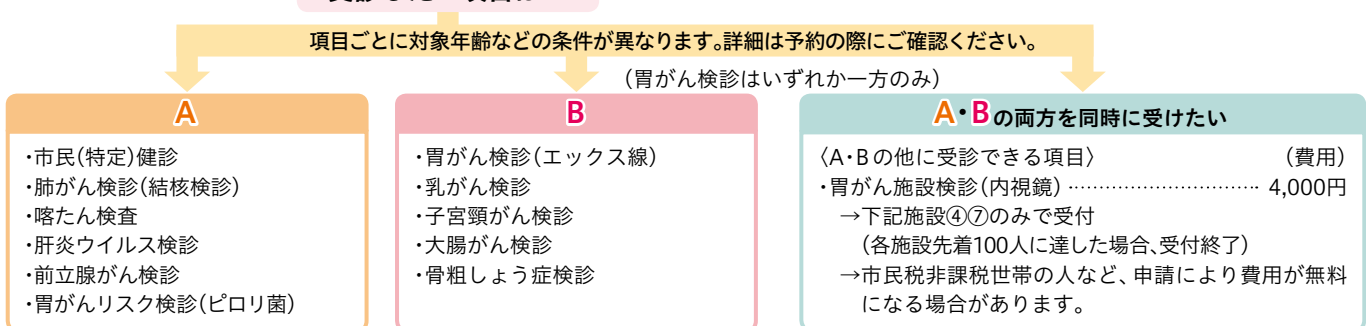 項目ごとに対象年齢などの条件が異なります。詳細は予約の際にご確認ください。
(胃がん検診はいずれか一方のみ)
A
・市民(特定)健診
・肺がん検診(結核検診)
・喀たん検査
・肝炎ウイルス検診
・前立腺がん検診
・胃がんリスク検診(ピロリ菌)
B
・胃がん検診(エックス線)
・乳がん検診
・子宮頸がん検診
・大腸がん検診
・骨粗しょう症検診
A・Bの両方を同時に受けたい
〈A・Bの他に受診できる項目〉 (費用)
・胃がん施設検診(内視鏡) …………………………… 4,000円
→下記施設④⑦のみで受付
(各施設先着100人に達した場合、受付終了)
→市民税非課税世帯の人など、申請により費用が無料
になる場合があります。